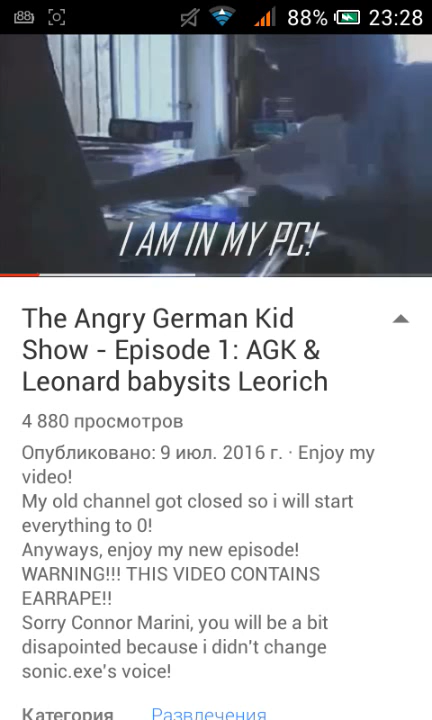 88
88% 23:28
I AM IN MY PC!
The Angry German Kid
Show - Episode 1: AGK &
Leonard babysits Leorich
4 880 просмотров
Опубликовано: 9 июл. 2016 г. · Enjoy my
video!
My old channel got closed so i will start
everything to 0!
Anyways, enjoy my new episode!
WARNING!!! THIS VIDEO CONTAINS
EARRAPE!!
Sorry Connor Marini, you will be a bit
disapointed because i didn't change
sonic.exe's voice!
Категория Развлечения